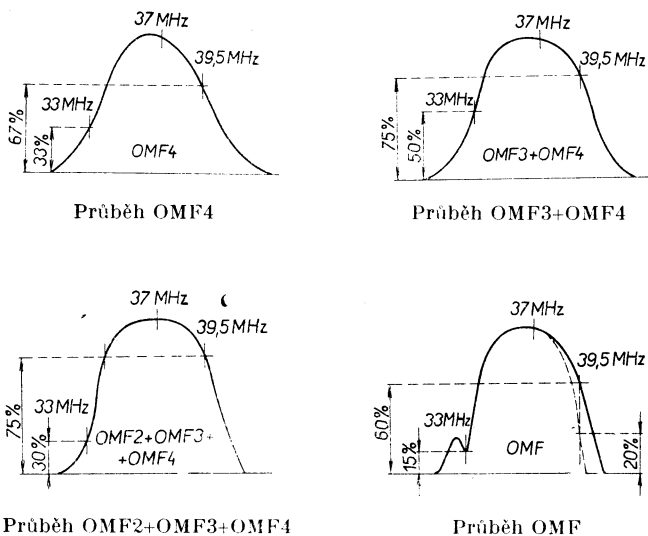 37 MHz
39,5 MHz
33 MHz
67%
33%
OMF4
Průběh OMF4
37 MHz
39,5 MHz
33 MHz
75%
50%
OMF3+OMF4
Průběh OMF3+OMF4
37 MHz
39,5 MHz
33 MHz
75%
30%
OMF2+OMF3+
+OMF4
Průběh OMF2+OMF3+OMF4
37 MHz
39,5 MHz
33 MHz
60%
15%
OMF
20%
Průběh OMF